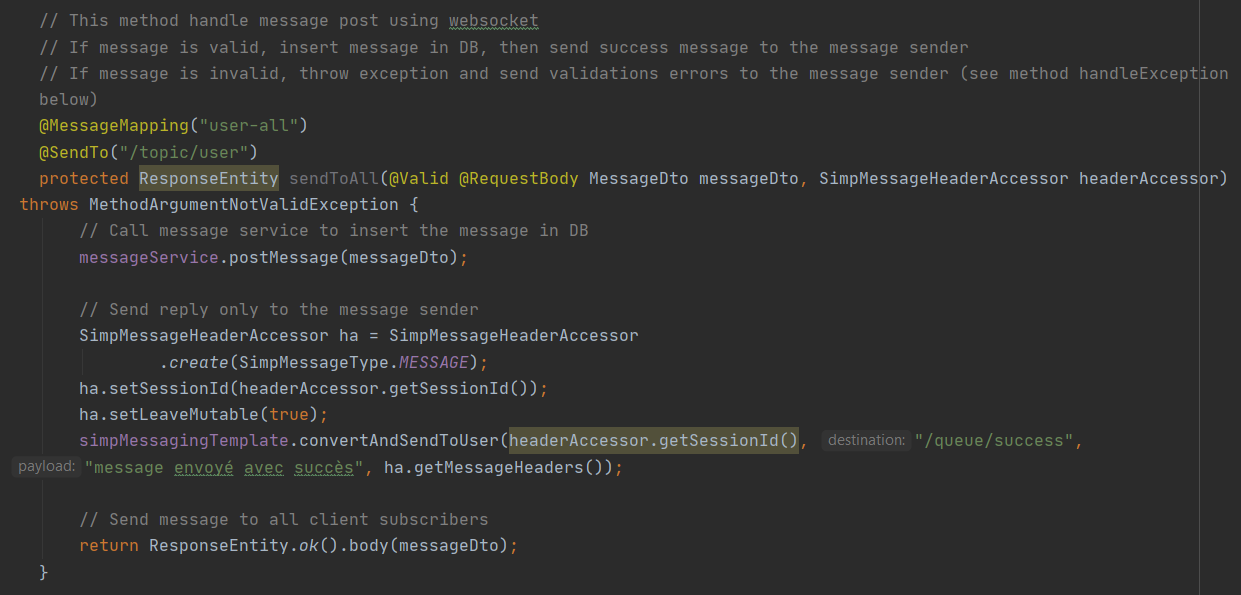 // This method handle message post using websocket
// If message is valid, insert message in DB, then send success message to the message sender
// If message is invalid, throw exception and send validations errors to the message sender (see method handleException
below)
@MessageMapping("user-all")
@SendTo("/topic/user")
protected ResponseEntity sendToAll(@Valid @RequestBody MessageDto messageDto, SimpMessageHeaderAccessor headerAccessor)
throws MethodArgumentNotValidException {
// Call message service to insert the message in DB
messageService.postMessage(messageDto);
// Send reply only to the message sender
SimpMessageHeaderAccessor ha = SimpMessageHeaderAccessor
.create(SimpMessageType.MESSAGE);
ha.setSessionId(headerAccessor.getSessionId());
ha.setLeaveMutable(true);
simpMessagingTemplate.convertAndSendToUser(headerAccessor.getSessionId(), destination: "/queue/success",
payload: "message envoyé avec succès", ha.getMessageHeaders());
// Send message to all client subscribers
return ResponseEntity.ok().body(messageDto);
}